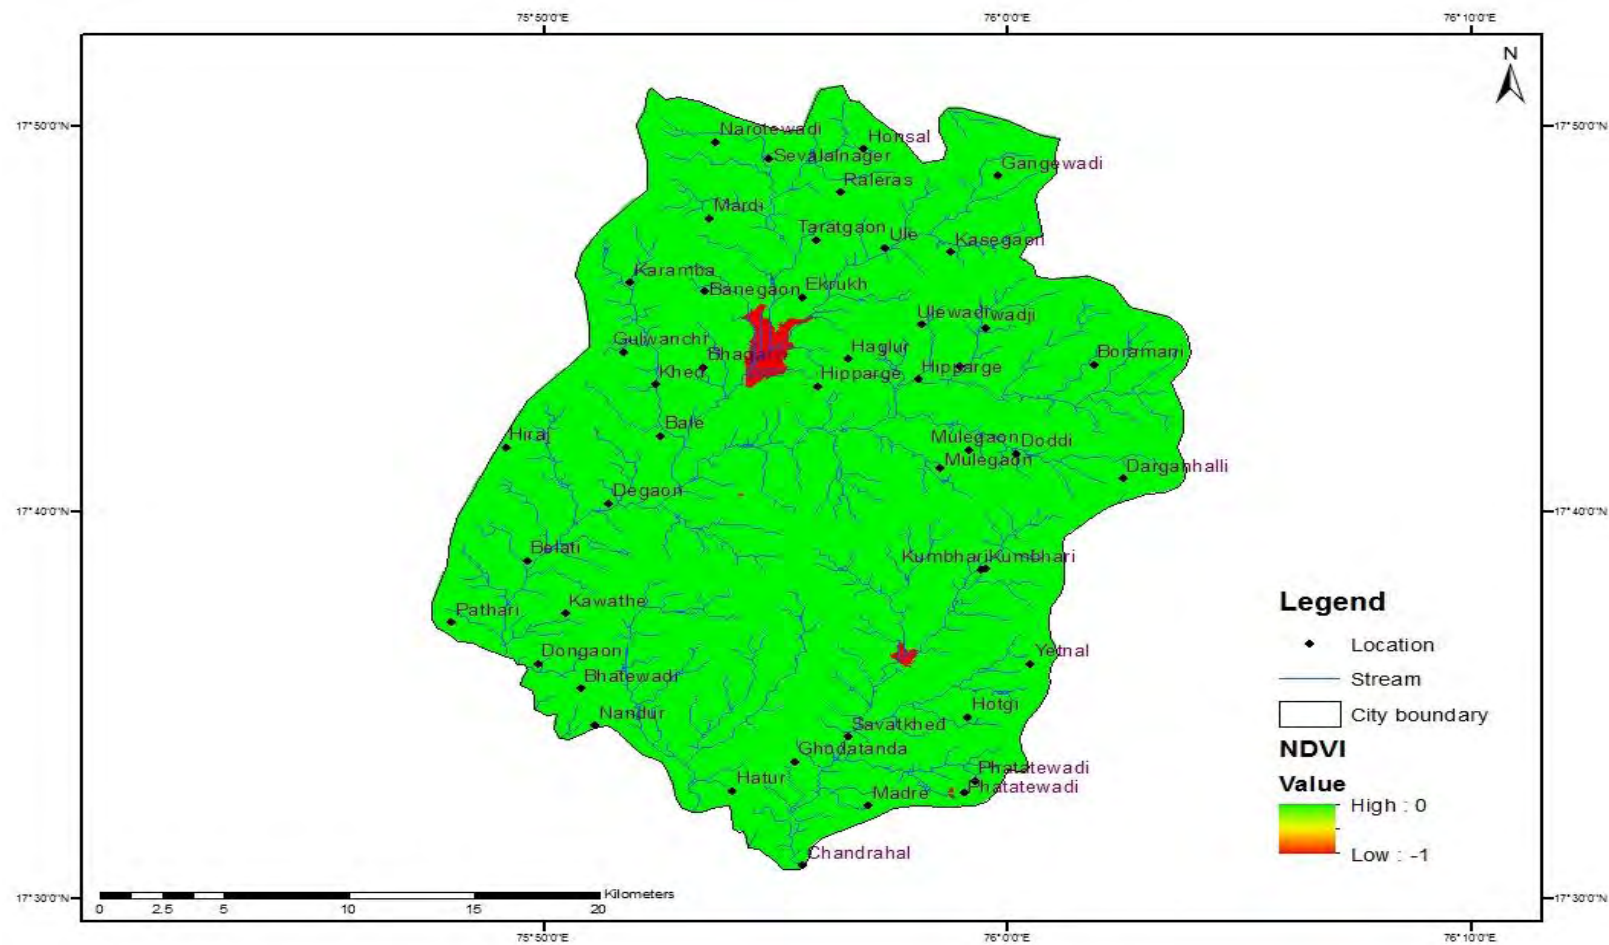 75°50'0"E
76°0'0"E
76°10'0"E
N
17°50'0"N
17°50'0"N
Narotewadi
Honsal
Sevalalnager
Gangewadi
Raleras
Mardi
Taratgaon
Ule
Kasegaon
Karamba
Banegaon
Ekrukh
Ulewadi
wadji
Gulwanchi
Haglur
Boramani
Bhagaon
Khed
Hipparge
Hipparge
Bale
Hiraj
Mulegaon
Doddi
Mulegaon
Darganhalli
Degaon
17°40'0"N
17°40'0"N
Belati
Kumbhari
Kumbhari
Pathari
Kawathe
Dongaon
Yetnal
Bhatewadi
Hotgi
Nandur
Savatkhed
Ghodatanda
Phatatewadi
Hatur
Madre
Phatatewadi
Chandrahal
Legend
Location
Stream
City boundary
NDVI
Value
High : 0
Low : -1
Kilometers
0 2.5 5 10 15 20
17°30'0"N
17°30'0"N
75°50'0"E
76°0'0"E
76°10'0"E